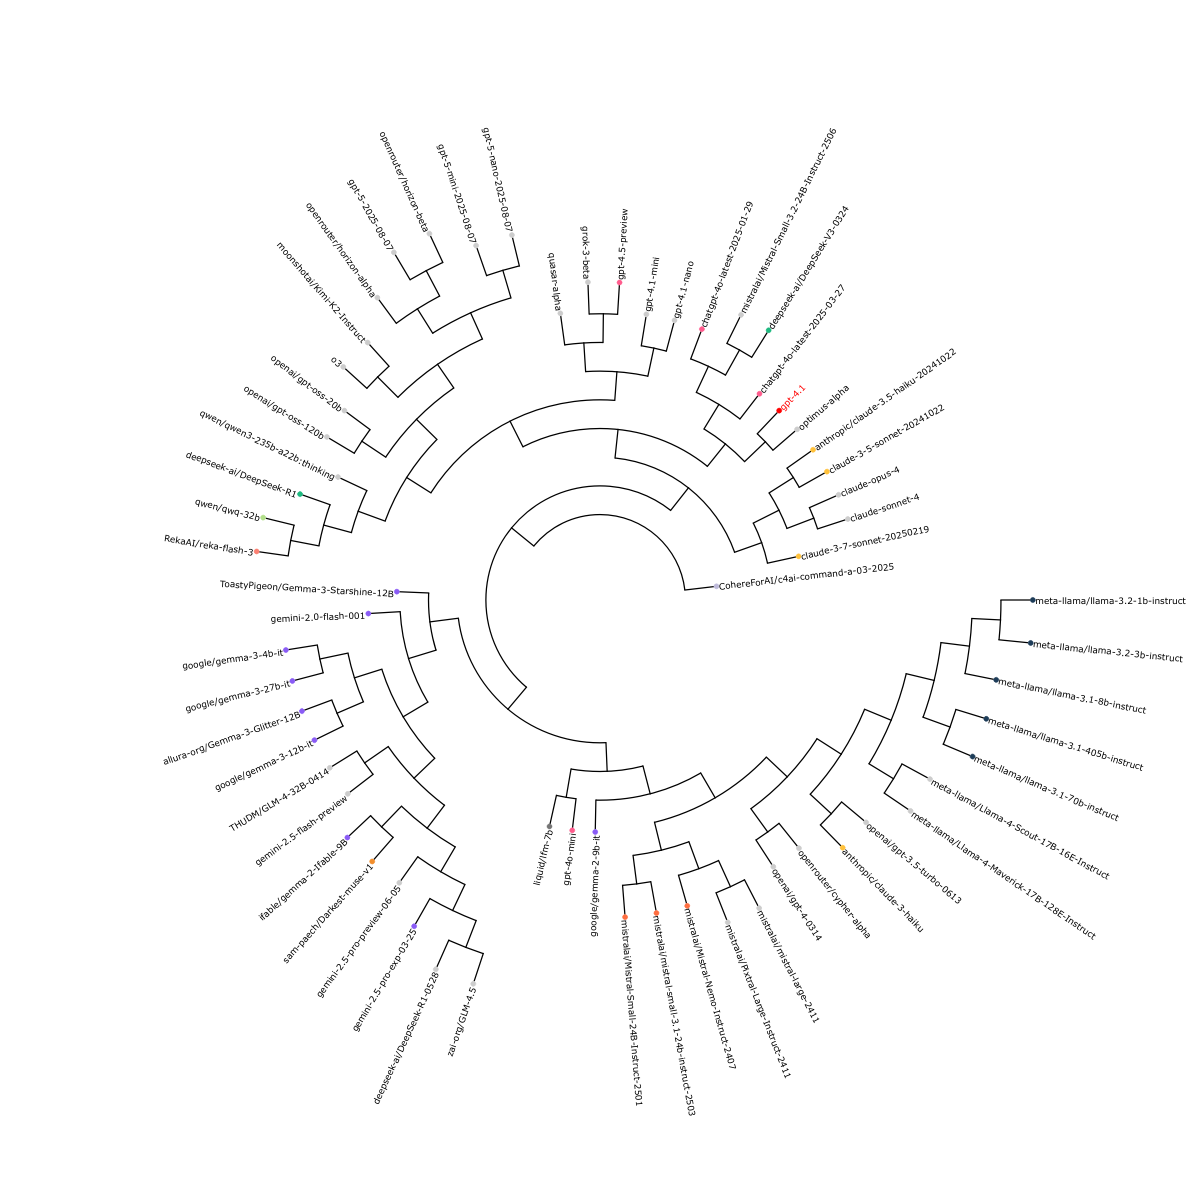 gpt-5-nano-2025-08-07
gpt-5-mini-2025-08-07
openrouter/horizon-beta
gpt-5-2025-08-07
openrouter/horizon-alpha
moonshotai/Kimi-K2-Instruct
o3
openai/gpt-oss-20b
openai/gpt-oss-120b
qwen/qwen3-235b-a22b:thinking
deepseek-ai/DeepSeek-R1
qwen/qwq-32b
RekaAI/reka-flash-3
quasar-alpha
grok-3-beta
gpt-4.5-preview
gpt-4.1-mini
gpt-4.1-nano
chatgpt-4o-latest-2025-01-29
mistralai/Mistral-Small-3.2-24B-Instruct-2506
deepseek-ai/DeepSeek-V3-0324
chatgpt-4o-latest-2025-03-27
gpt-4.1
optimus-alpha
anthropic/claude-3.5-haiku-20241022
claude-3-5-sonnet-20241022
claude-opus-4
claude-sonnet-4
claude-3-7-sonnet-20250219
CohereForAI/c4ai-command-a-03-2025
ToastyPigeon/Gemma-3-Starshine-12B
gemini-2.0-flash-001
google/gemma-3-4b-it
google/gemma-3-27b-it
allura-org/Gemma-3-Glitter-12B
google/gemma-3-12b-it
THUDM/GLM-4-32B-0414
gemini-2.5-flash-preview
ifable/gemma-2-Ifable-9B
sam-paech/Darkest-muse-v1
gemini-2.5-pro-preview-06-05
gemini-2.5-pro-exp-03-25
deepseek-ai/DeepSeek-R1-0528
zai-org/GLM-4.5
liquid/lfm-7b
gpt-4o-mini
google/gemma-2-9b-it
mistralai/Mistral-Small-24B-Instruct-2501
mistralai/mistral-small-3.1-24b-instruct-2503
mistralai/Mistral-Nemo-Instruct-2407
mistralai/Pixtral-Large-Instruct-2411
mistralai/mistral-large-2411
openai/gpt-4-0314
openrouter/cypher-alpha
anthropic/claude-3-haiku
openai/gpt-3.5-turbo-0613
meta-llama/Llama-4-Maverick-17B-128E-Instruct
meta-llama/Llama-4-Scout-17B-16E-Instruct
meta-llama/llama-3.1-70b-instruct
meta-llama/llama-3.1-405b-instruct
meta-llama/llama-3.1-8b-instruct
meta-llama/llama-3.2-3b-instruct
meta-llama/llama-3.2-1b-instruct